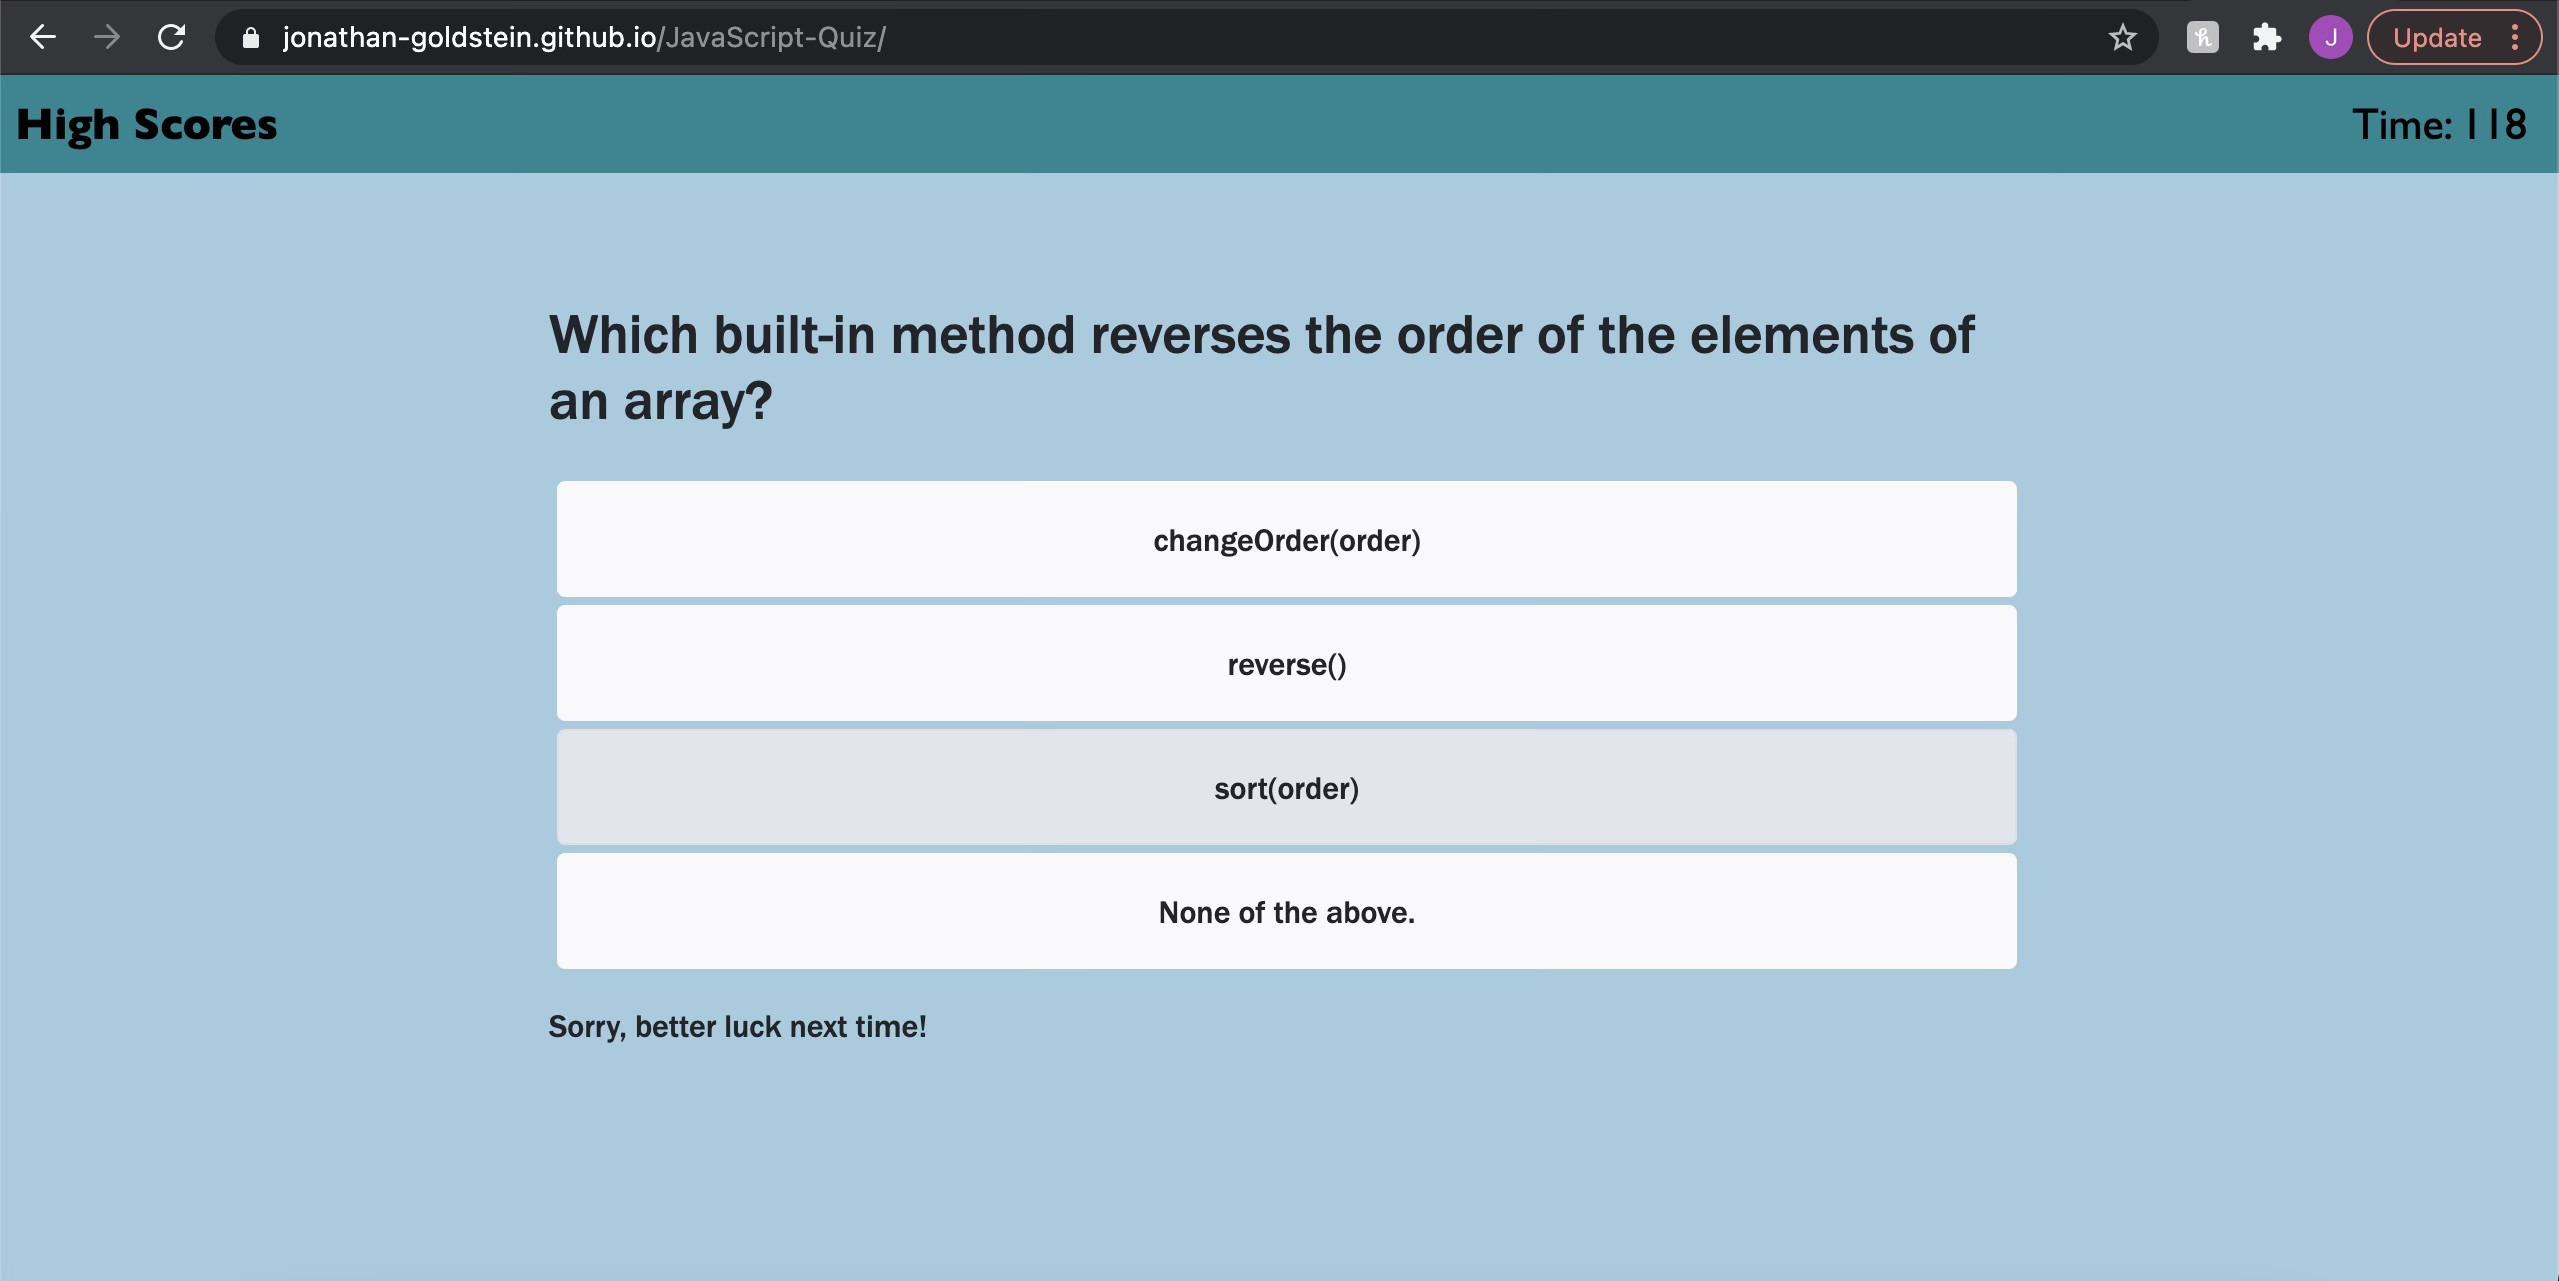 jonathan-goldstein.github.io/JavaScript-Quiz/
J
Update
High Scores
Time: 118
Which built-in method reverses the order of the elements of
an array?
changeOrder(order)
reverse()
sort(order)
None of the above.
Sorry, better luck next time!